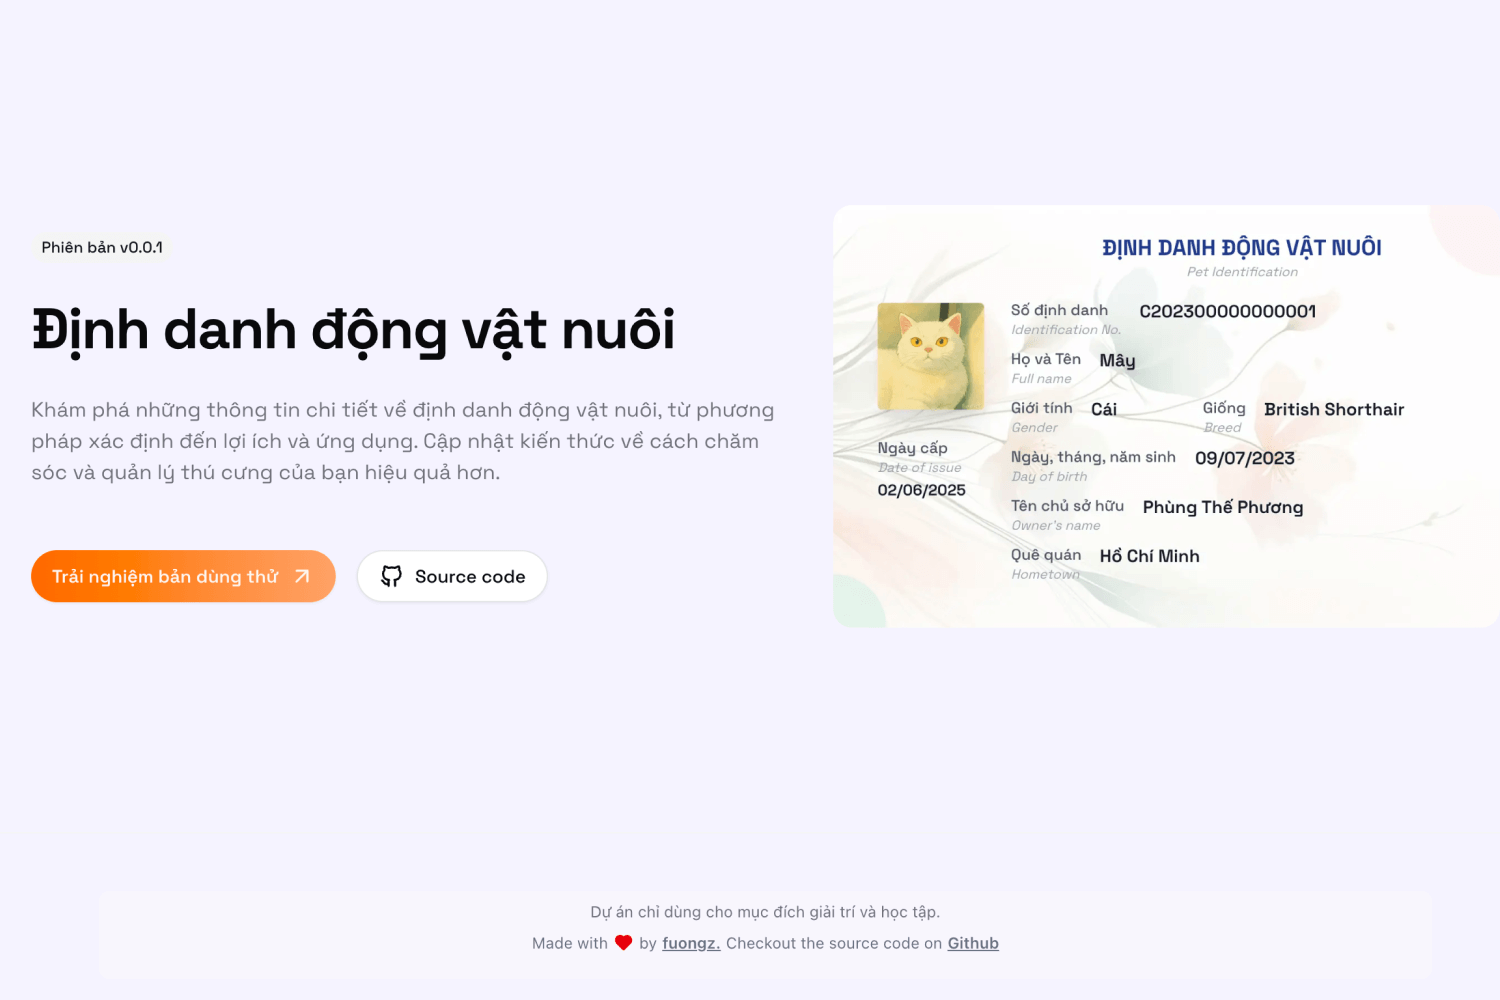 Phiên bản v0.0.1
Định danh động vật nuôi
Khám phá những thông tin chi tiết về định danh động vật nuôi, từ phương
pháp xác định đến lợi ích và ứng dụng. Cập nhật kiến thức về cách chăm
sóc và quản lý thú cưng của bạn hiệu quả hơn.
Trải nghiệm bản dùng thử
Source code
ĐỊNH DANH ĐỘNG VẬT NUÔI
Pet Identification
Số định danh C202300000000001
Identification No.
Họ và Tên Mây
Full name
Giới tính Cái Giống British Shorthair
Gender Breed
Ngày, tháng, năm sinh 09/07/2023
Day of birth
Tên chủ sở hữu Phùng Thế Phương
Owner's name
Quê quán Hồ Chí Minh
Hometown
Ngày cấp
Date of issue
02/06/2025
Dự án chỉ dùng cho mục đích giải trí và học tập.
Made with ❤ by fuongz. Checkout the source code on Github